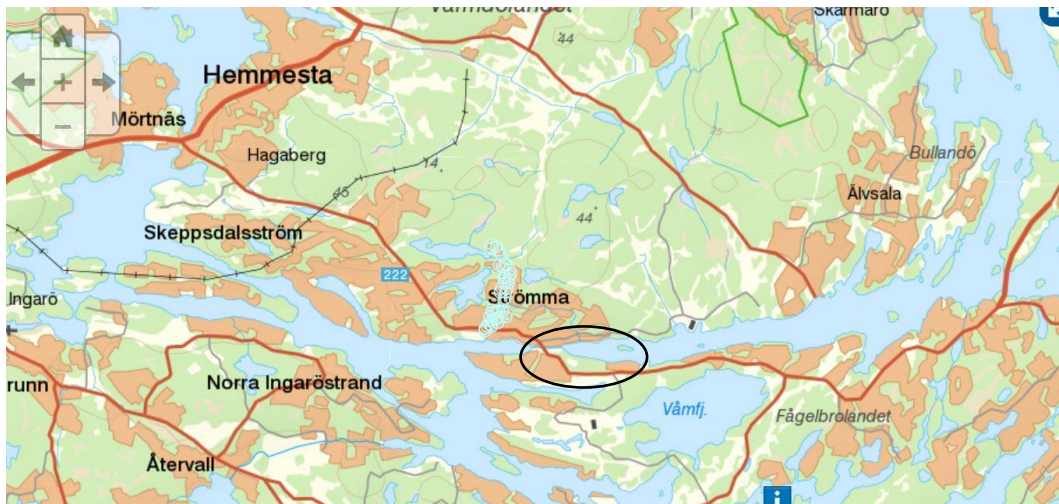 Värmdölandet
Skarmarö
44
Hemmesta
Mörtnäs
Hagaberg
14
45
Bullandö
Älvsala
44
Skeppsdalsström
222
Ingarö
Strömma
runn
Norra Ingaröstrand
Våmfj.
Fågelbrolandet
Återvall
i